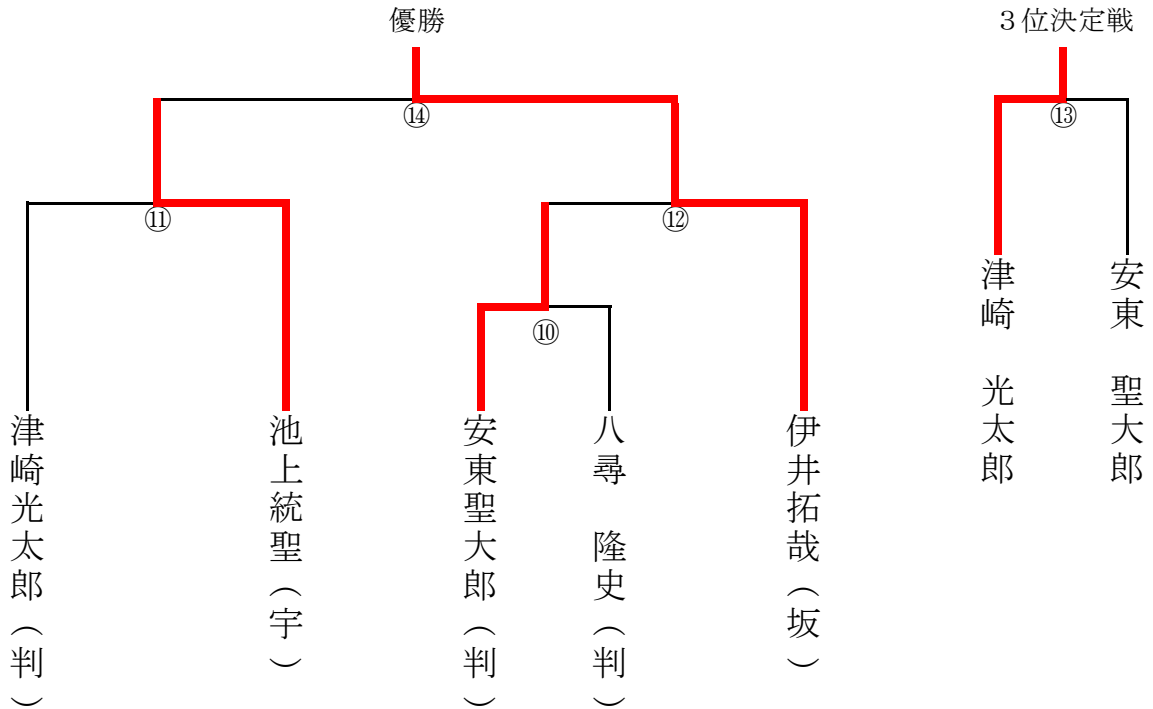 優勝
３位決定戦
⑭
⑬
⑪
⑫
⑩
津崎光太郎（判）
池上統聖（宇）
安東聖大郎（判）
八尋　隆史（判）
伊井拓哉（坂）
津崎　光太郎
安東　聖大郎